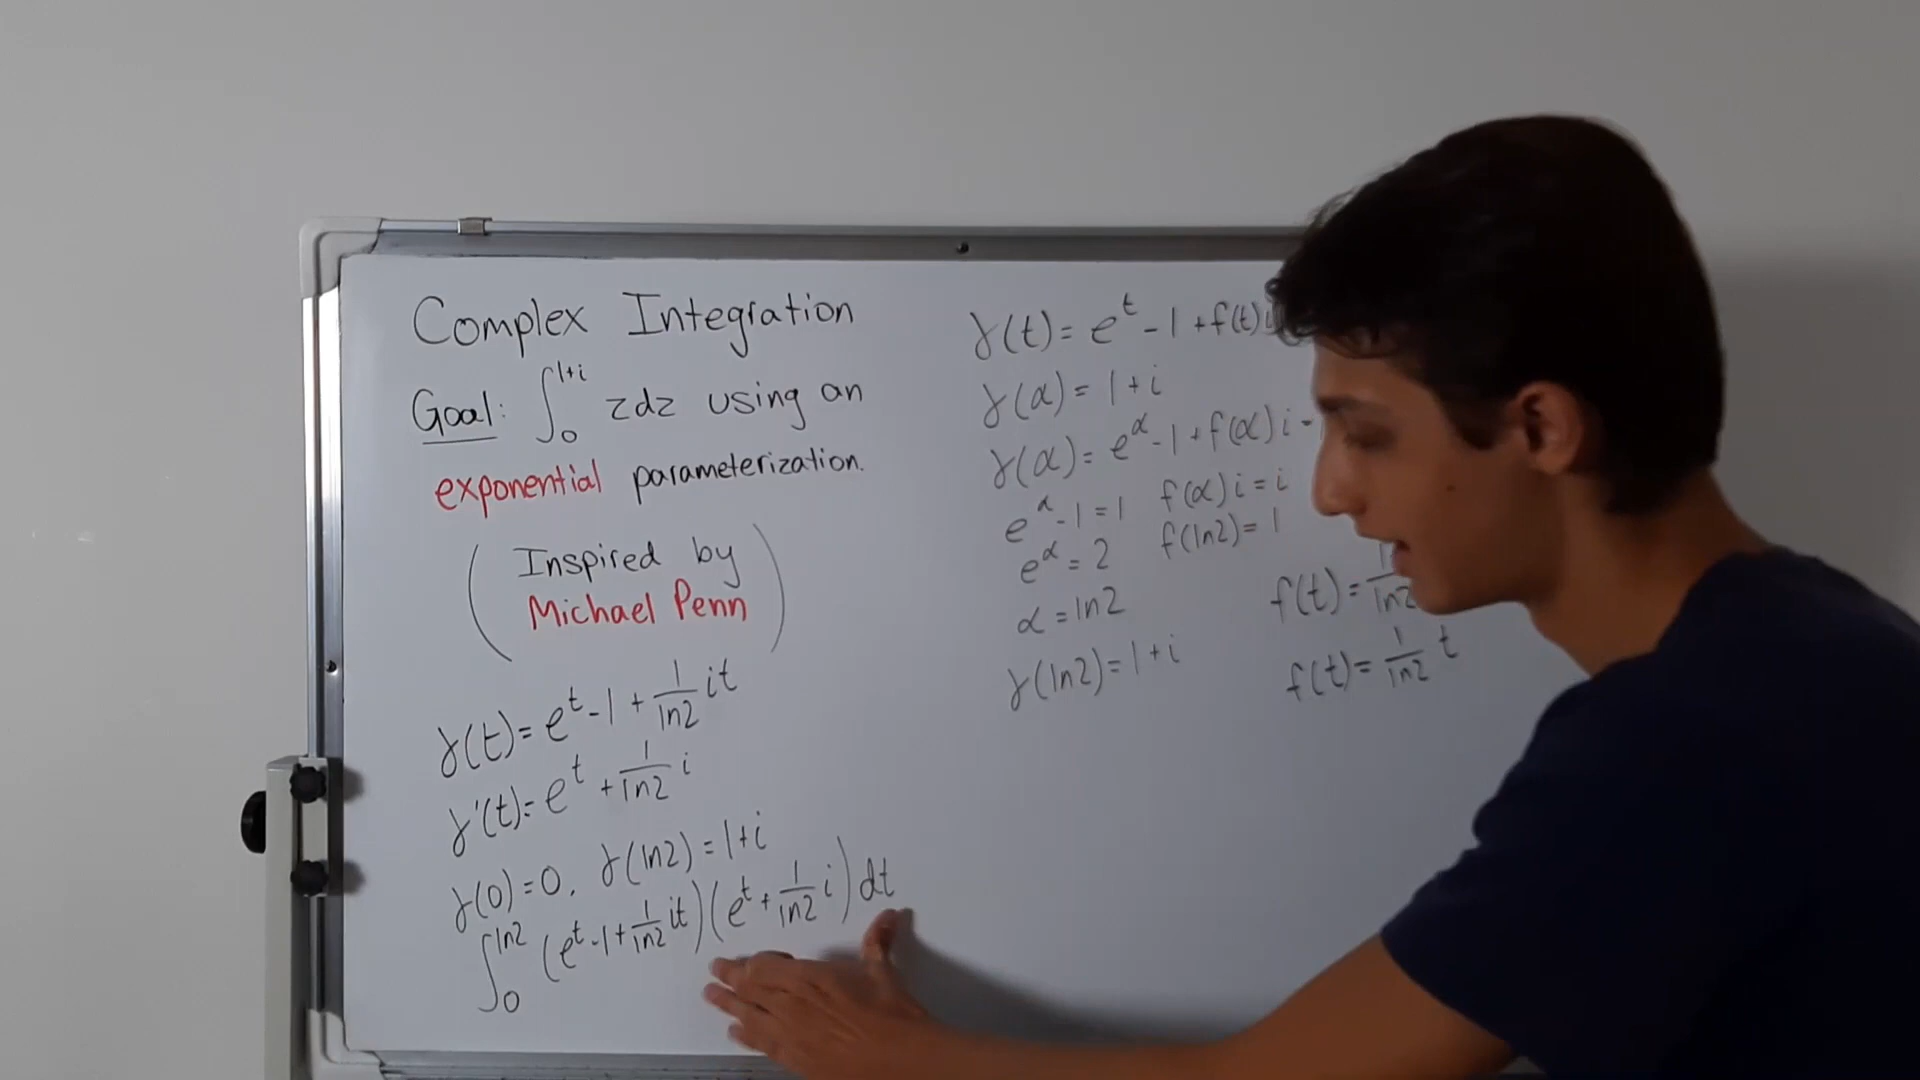 Complex Integration
Goal: ∫₀^{1+i} zdz using an
exponential parameterization.
( Inspired by
Michael Penn )
γ(t)= e^t -1 + 1/ln2 it
γ'(t)= e^t + 1/ln2 i
γ(0)=0, γ(ln2)=1+i
∫₀^{ln2} (e^t -1 + 1/ln2 it)(e^t + 1/ln2 i) dt
γ(t)= e^t -1 + f(t)i
γ(α)= 1+i
γ(α)= e^α -1 + f(α)i
e^α -1 = 1 f(α)i = i
e^α = 2 f(ln2)= 1
α = ln2
γ(ln2)=1+i
f(t)= 1/ln2
f(t)= 1/ln2 t